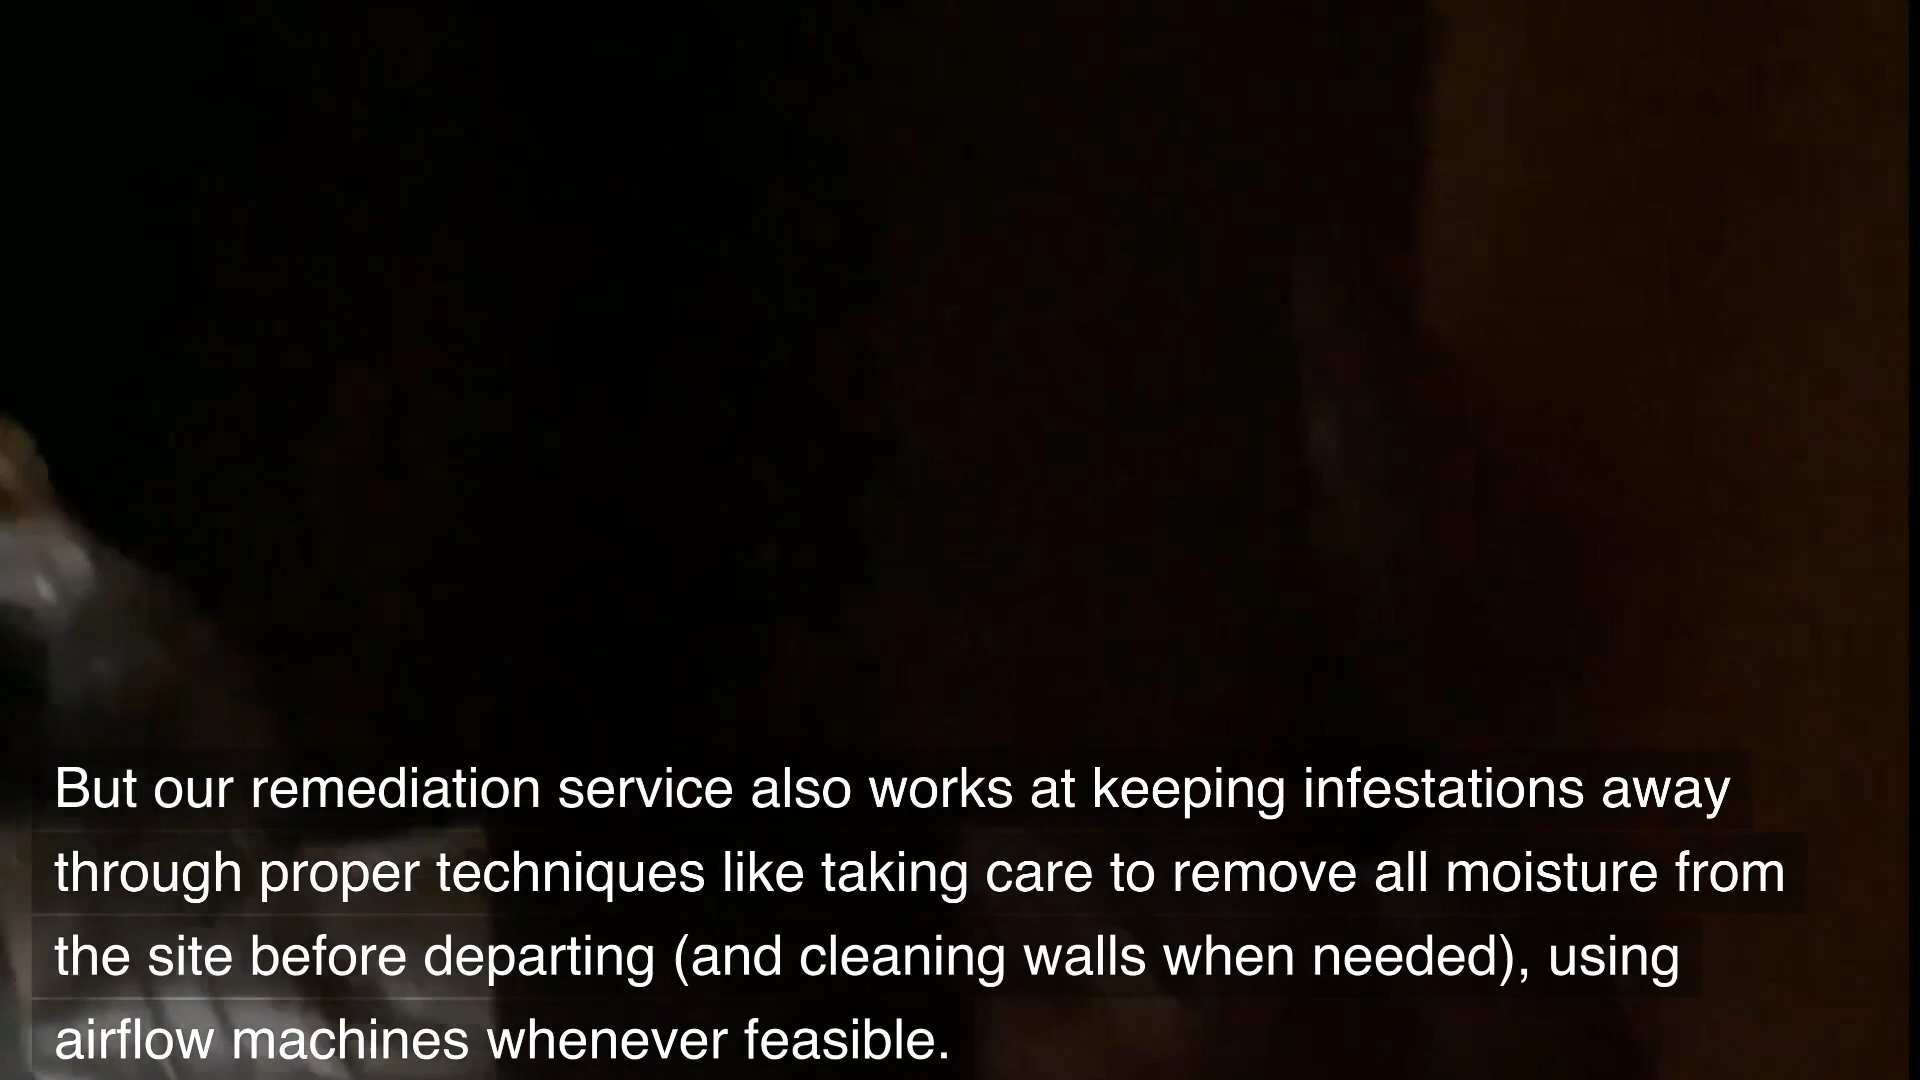 But our remediation service also works at keeping infestations away
through proper techniques like taking care to remove all moisture from
the site before departing (and cleaning walls when needed), using
airflow machines whenever feasible.